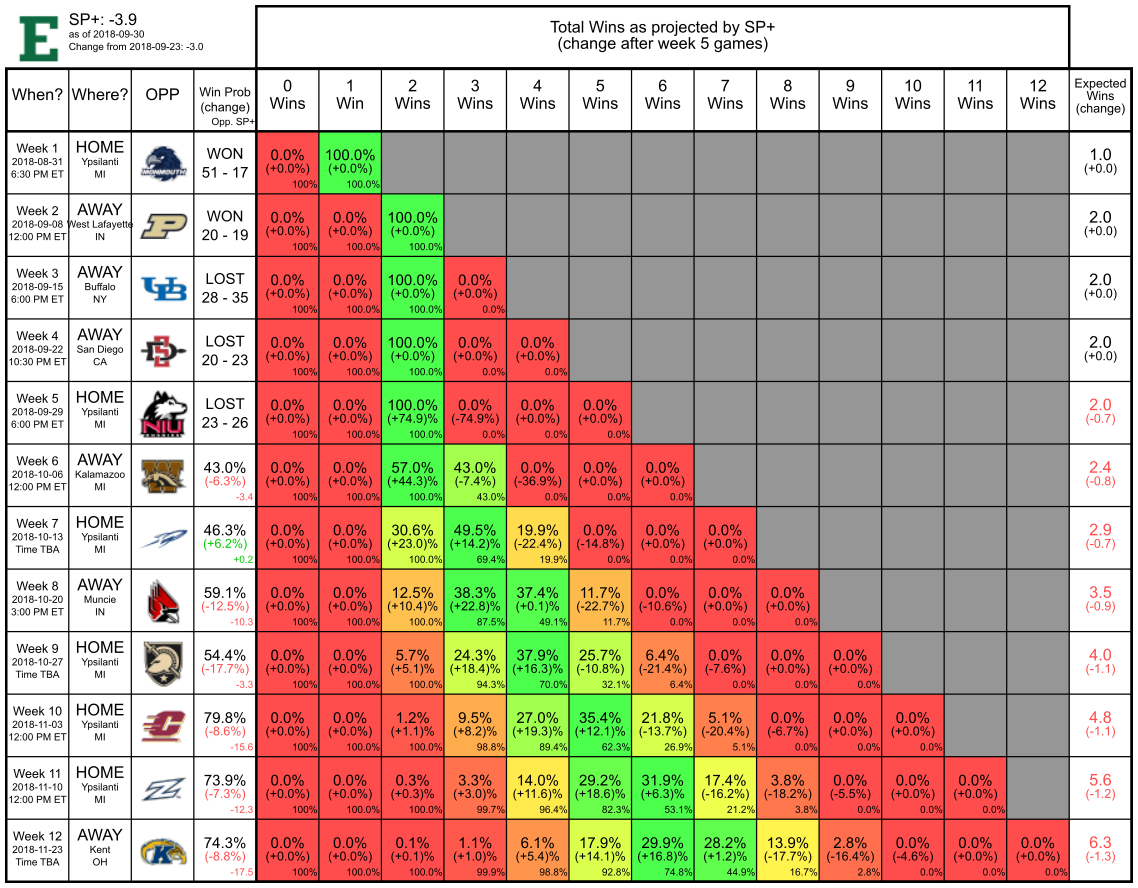 E
SP+: -3.9
as of 2018-09-30
Change from 2018-09-23: -3.0
Total Wins as projected by SP+
(change after week 5 games)
When? Where? OPP Win Prob (change) Opp. SP+ 0 Wins 1 Win 2 Wins 3 Wins 4 Wins 5 Wins 6 Wins 7 Wins 8 Wins 9 Wins 10 Wins 11 Wins 12 Wins Expected Wins (change)
Week 1 HOME MONMOUTH WON 0.0% 100.0% 1.0
2018-08-31 Ypsilanti (+0.0%) (+0.0%) (+0.0)
6:30 PM ET MI 51 - 17 100% 100.0%
Week 2 AWAY P WON 0.0% 0.0% 100.0% 2.0
2018-09-08 West Lafayette (+0.0%) (+0.0%) (+0.0%) (+0.0)
12:00 PM ET IN 20 - 19 100% 100.0% 100.0%
Week 3 AWAY UB LOST 0.0% 0.0% 100.0% 0.0% 2.0
2018-09-15 Buffalo (+0.0%) (+0.0%) (+0.0%) (+0.0%) (+0.0)
6:00 PM ET NY 28 - 35 100% 100.0% 100.0% 0.0%
Week 4 AWAY SD LOST 0.0% 0.0% 100.0% 0.0% 0.0% 2.0
2018-09-22 San Diego (+0.0%) (+0.0%) (+0.0%) (+0.0%) (+0.0%) (+0.0)
10:30 PM ET CA 20 - 23 100% 100.0% 100.0% 0.0% 0.0%
Week 5 HOME NIU LOST 0.0% 0.0% 100.0% 0.0% 0.0% 0.0% 2.0
2018-09-29 Ypsilanti (+0.0%) (+0.0%) (+74.9)% (-74.9%) (+0.0%) (+0.0%) (-0.7)
6:00 PM ET MI 23 - 26 100% 100.0% 100.0% 0.0% 0.0% 0.0%
Week 6 AWAY W 43.0% 0.0% 0.0% 57.0% 43.0% 0.0% 0.0% 0.0% 2.4
2018-10-06 Kalamazoo (-6.3%) (+0.0%) (+0.0%) (+44.3)% (-7.4%) (-36.9%) (+0.0%) (+0.0%) (-0.8)
12:00 PM ET MI -3.4 100% 100.0% 100.0% 43.0% 0.0% 0.0% 0.0%
Week 7 HOME 46.3% 0.0% 0.0% 30.6% 49.5% 19.9% 0.0% 0.0% 0.0% 2.9
2018-10-13 Ypsilanti (+6.2%) (+0.0%) (+0.0%) (+23.0)% (+14.2)% (-22.4%) (-14.8%) (+0.0%) (+0.0%) (-0.7)
Time TBA MI +0.2 100% 100.0% 100.0% 69.4% 19.9% 0.0% 0.0% 0.0%
Week 8 AWAY 59.1% 0.0% 0.0% 12.5% 38.3% 37.4% 11.7% 0.0% 0.0% 0.0% 3.5
2018-10-20 Muncie (-12.5%) (+0.0%) (+0.0%) (+10.4)% (+22.8)% (+0.1)% (-22.7%) (-10.6%) (+0.0%) (+0.0%) (-0.9)
3:00 PM ET IN -10.3 100% 100.0% 100.0% 87.5% 49.1% 11.7% 0.0% 0.0% 0.0%
Week 9 HOME 54.4% 0.0% 0.0% 5.7% 24.3% 37.9% 25.7% 6.4% 0.0% 0.0% 0.0% 4.0
2018-10-27 Ypsilanti (-17.7%) (+0.0%) (+0.0%) (+5.1)% (+18.4)% (+16.3)% (-10.8%) (-21.4%) (-7.6%) (+0.0%) (+0.0%) (-1.1)
Time TBA MI -3.3 100% 100.0% 100.0% 94.3% 70.0% 32.1% 6.4% 0.0% 0.0% 0.0%
Week 10 HOME C 79.8% 0.0% 0.0% 1.2% 9.5% 27.0% 35.4% 21.8% 5.1% 0.0% 0.0% 0.0% 4.8
2018-11-03 Ypsilanti (-8.6%) (+0.0%) (+0.0%) (+1.1)% (+8.2)% (+19.3)% (+12.1)% (-13.7%) (-20.4%) (-6.7%) (+0.0%) (+0.0%) (-1.1)
12:00 PM ET MI -15.6 100% 100.0% 100.0% 98.8% 89.4% 62.3% 26.9% 5.1% 0.0% 0.0% 0.0%
Week 11 HOME Z 73.9% 0.0% 0.0% 0.3% 3.3% 14.0% 29.2% 31.9% 17.4% 3.8% 0.0% 0.0% 0.0% 5.6
2018-11-10 Ypsilanti (-7.3%) (+0.0%) (+0.0%) (+0.3)% (+3.0)% (+11.6)% (+18.6)% (+6.3)% (-16.2%) (-18.2%) (-5.5%) (+0.0%) (+0.0%) (-1.2)
12:00 PM ET MI -12.3 100% 100.0% 100.0% 99.7% 96.4% 82.3% 53.1% 21.2% 3.8% 0.0% 0.0% 0.0%
Week 12 AWAY K 74.3% 0.0% 0.0% 0.1% 1.1% 6.1% 17.9% 29.9% 28.2% 13.9% 2.8% 0.0% 0.0% 0.0% 6.3
2018-11-23 Kent (-8.8%) (+0.0%) (+0.0%) (+0.1)% (+1.0)% (+5.4)% (+14.1)% (+16.8)% (+1.2)% (-17.7%) (-16.4%) (-4.6%) (+0.0%) (+0.0%) (-1.3)
Time TBA OH -17.5 100% 100.0% 100.0% 99.9% 98.8% 92.8% 74.8% 44.9% 16.7% 2.8% 0.0% 0.0% 0.0%